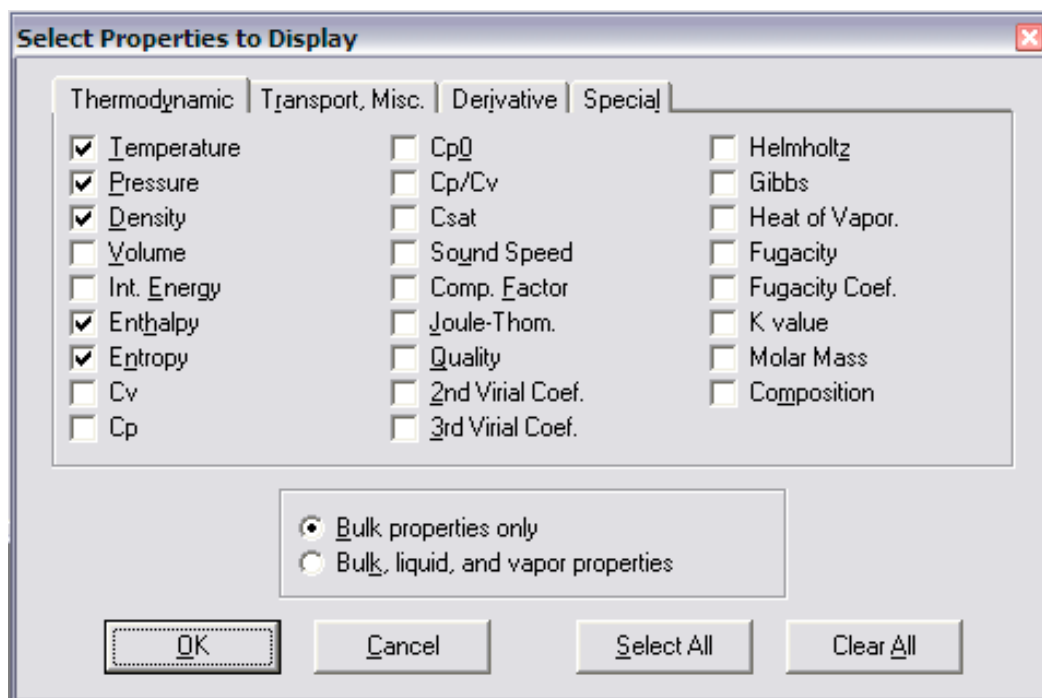 Select Properties to Display
Thermodynamic Transport, Misc. Derivative Special
Temperature Cp0 Helmholtz
Pressure Cp/Cv Gibbs
Density Csat Heat of Vapor.
Volume Sound Speed Fugacity
Int. Energy Comp. Factor Fugacity Coef.
Enthalpy Joule-Thom. K value
Entropy Quality Molar Mass
Cv 2nd Virial Coef. Composition
Cp 3rd Virial Coef.
Bulk properties only
Bulk, liquid, and vapor properties
OK Cancel Select All Clear All